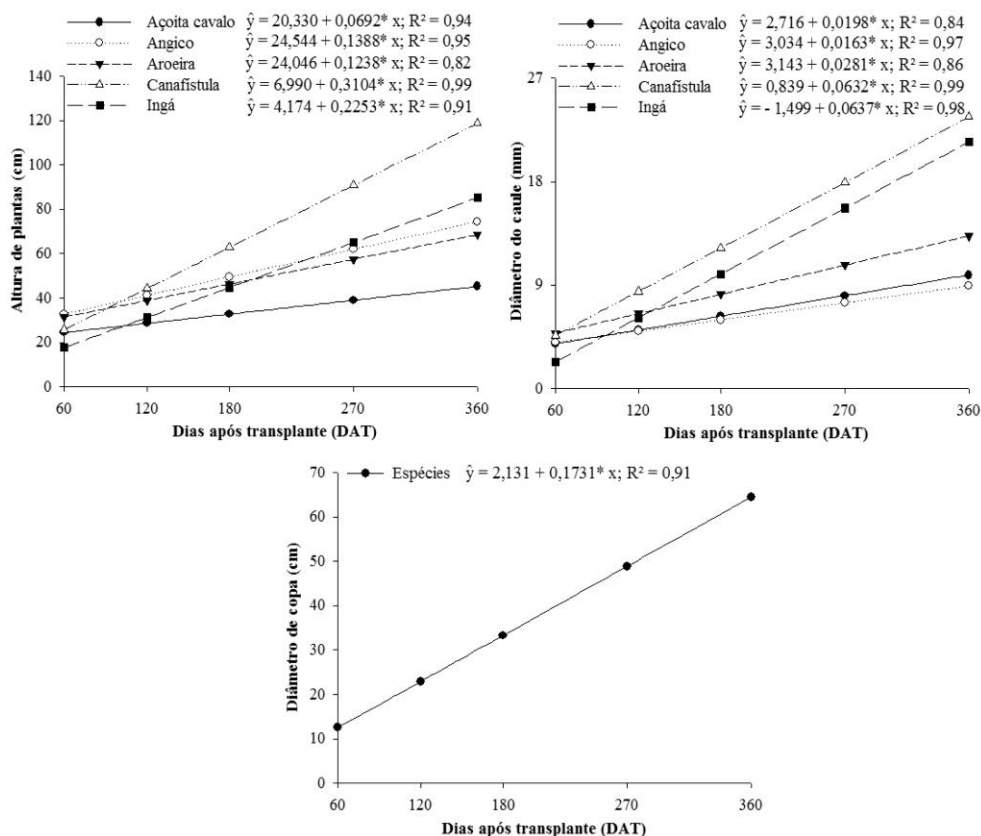 Açoita cavalo ŷ = 20,330 + 0,0692* x; R² = 0,94
Angico ŷ = 24,544 + 0,1388* x; R² = 0,95
Aroeira ŷ = 24,046 + 0,1238* x; R² = 0,82
Canafístula ŷ = 6,990 + 0,3104* x; R² = 0,99
Ingá ŷ = 4,174 + 0,2253* x; R² = 0,91
Altura de plantas (cm)
140
120
100
80
60
40
20
0
60 120 180 270 360
Dias após transplante (DAT)
Açoita cavalo ŷ = 2,716 + 0,0198* x; R² = 0,84
Angico ŷ = 3,034 + 0,0163* x; R² = 0,97
Aroeira ŷ = 3,143 + 0,0281* x; R² = 0,86
Canafístula ŷ = 0,839 + 0,0632* x; R² = 0,99
Ingá ŷ = - 1,499 + 0,0637* x; R² = 0,98
Diâmetro do caule (mm)
27
18
9
0
60 120 180 270 360
Dias após transplante (DAT)
Espécies ŷ = 2,131 + 0,1731* x; R² = 0,91
Diâmetro de copa (cm)
70
60
50
40
30
20
10
0
60 120 180 270 360
Dias após transplante (DAT)